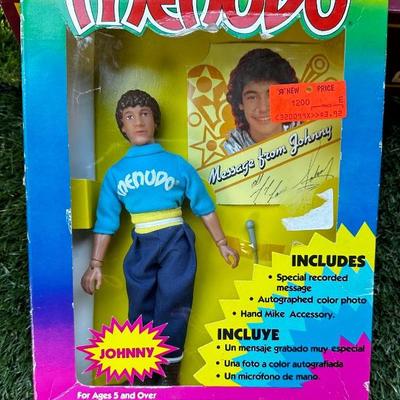 MENUDO
NEW PRICE
1200
E
Message from Johnny
MENUDO
INCLUDES
• Special recorded
message
• Autographed color photo
• Hand Mike Accessory.
INCLUYE
• Un mensaje grabado muy especial
• Una foto a color autografiada
• Un micrófono de mano.
JOHNNY
For Ages 5 and Over